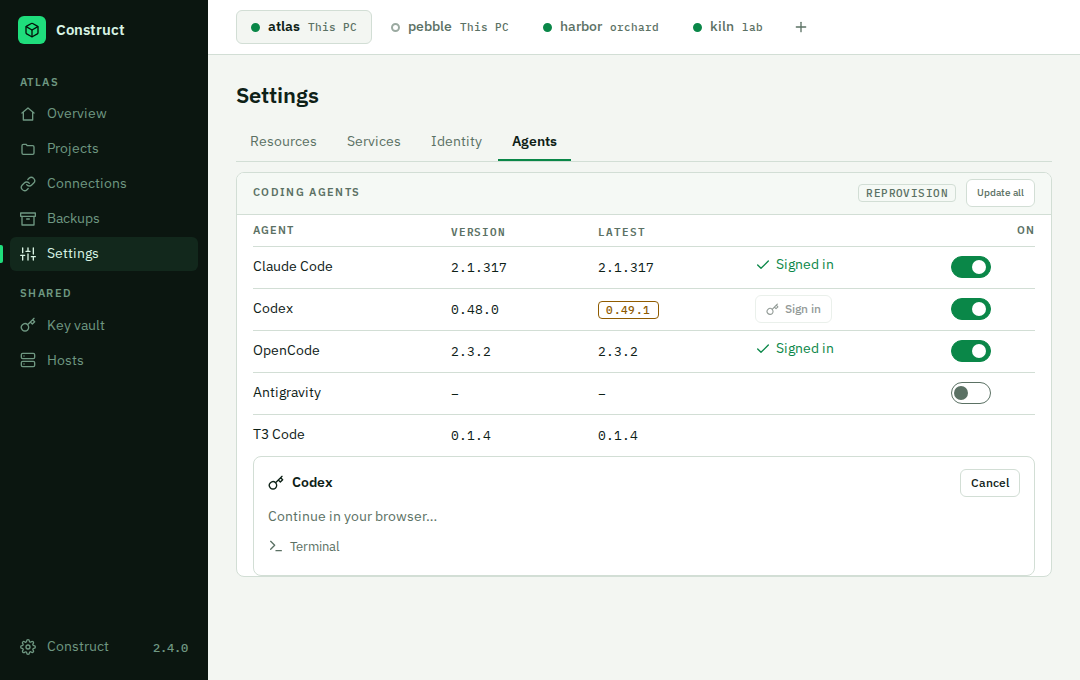 Construct
atlas This PC
pebble This PC
harbor orchard
kiln lab
ATLAS
Overview
Projects
Connections
Backups
Settings
SHARED
Key vault
Hosts
Construct 2.4.0
Settings
Resources Services Identity Agents
CODING AGENTS REPROVISION Update all
AGENT VERSION LATEST ON
Claude Code 2.1.317 2.1.317 Signed in
Codex 0.48.0 0.49.1 Sign in
OpenCode 2.3.2 2.3.2 Signed in
Antigravity – –
T3 Code 0.1.4 0.1.4
Codex Cancel
Continue in your browser…
Terminal